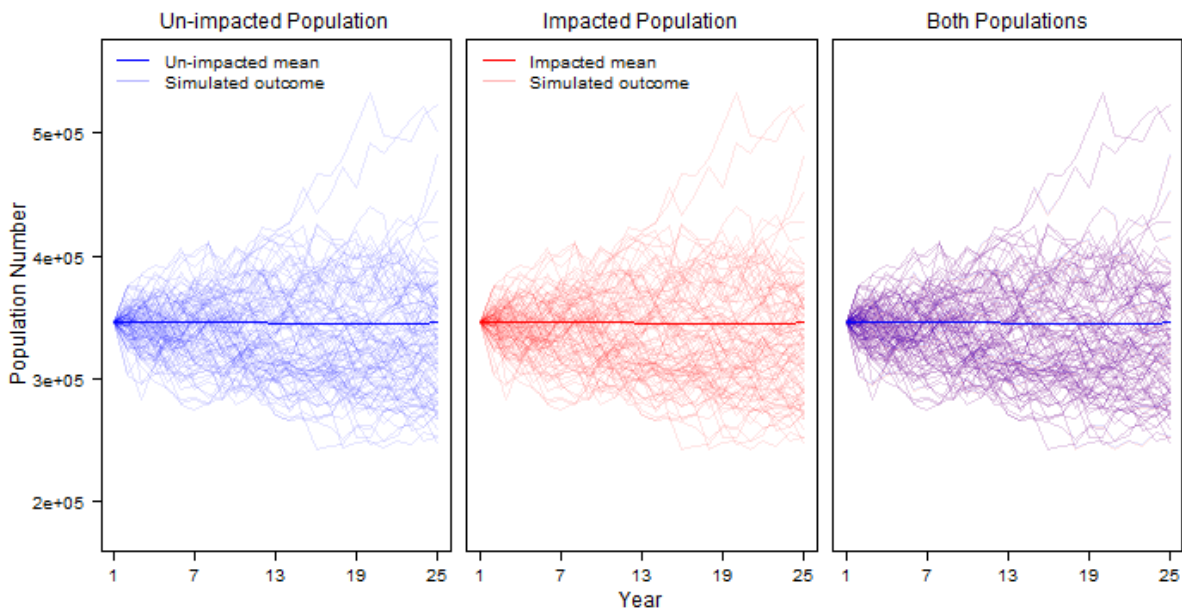 Un-impacted Population
Impacted Population
Both Populations
Un-impacted mean
Simulated outcome
Impacted mean
Simulated outcome
Population Number
5e+05
4e+05
3e+05
2e+05
1 7 13 19 25
1 7 13 19 25
1 7 13 19 25
Year